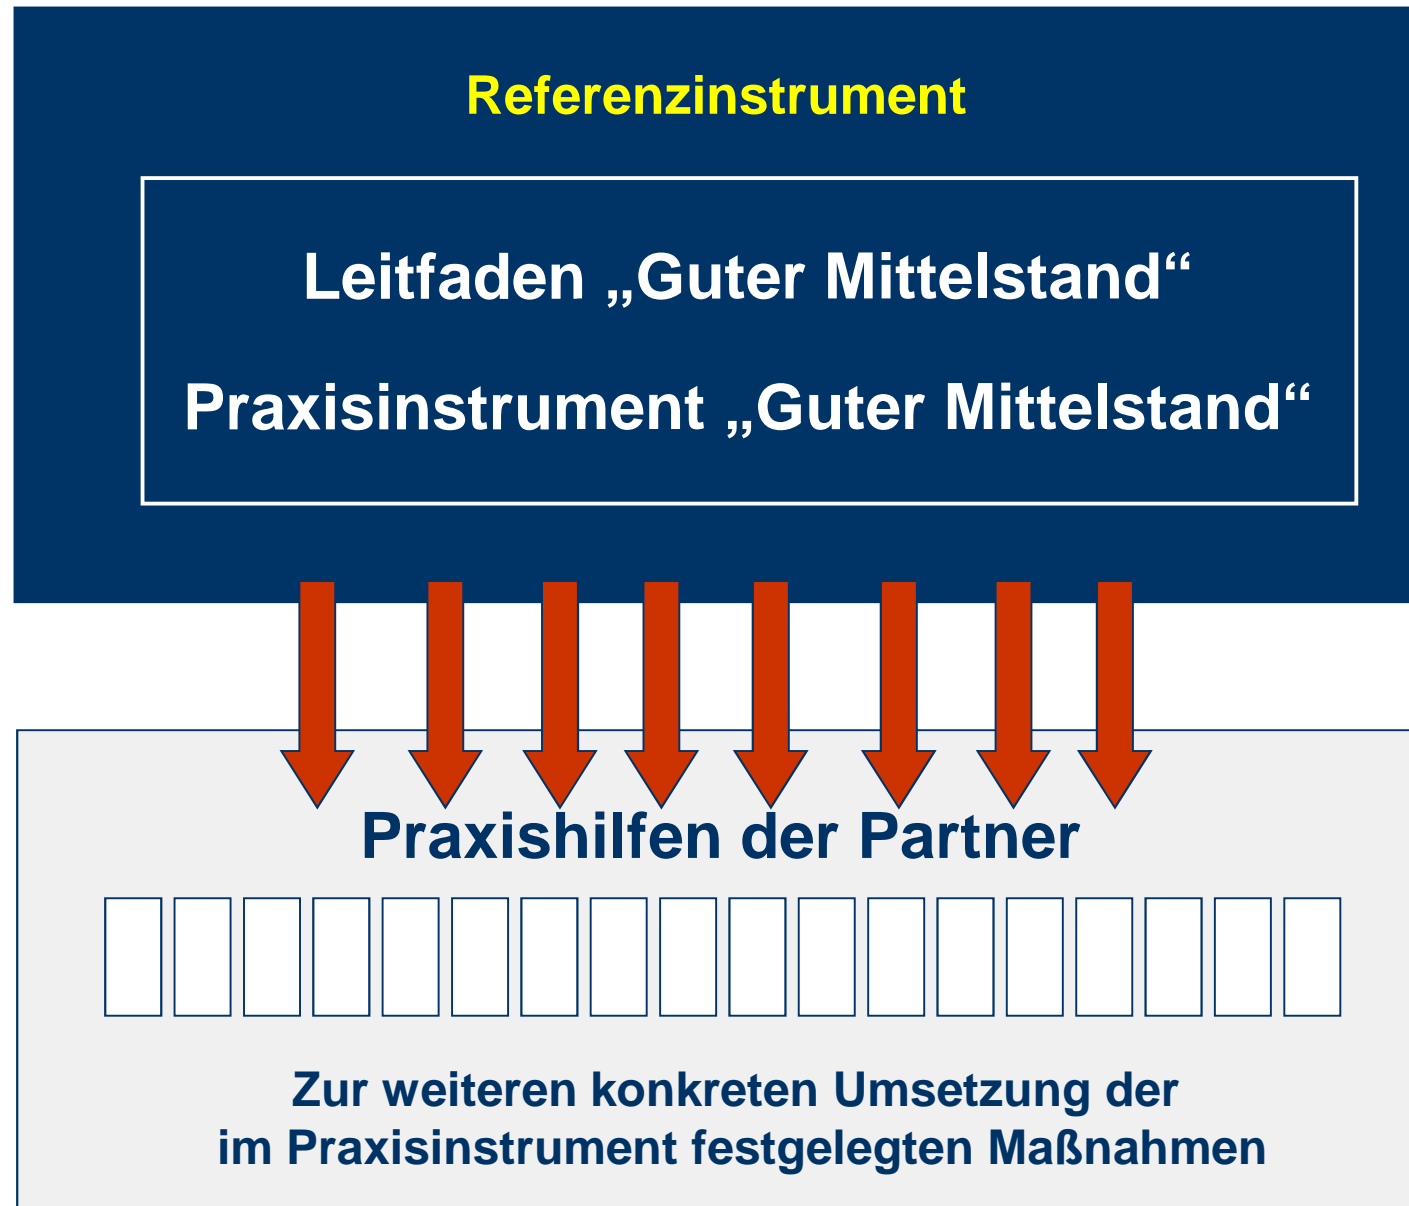 Referenzinstrument
Leitfaden „Guter Mittelstand“
Praxisinstrument „Guter Mittelstand“
Praxishilfen der Partner
Zur weiteren konkreten Umsetzung der
im Praxisinstrument festgelegten Maßnahmen